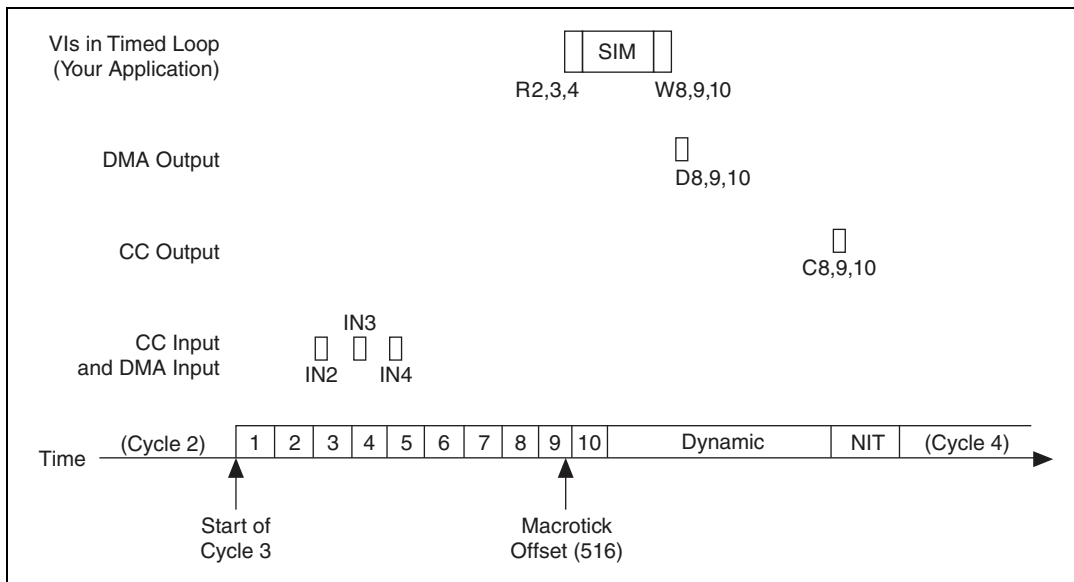 VIs in Timed Loop
(Your Application)
SIM
R2,3,4
W8,9,10
DMA Output
D8,9,10
CC Output
C8,9,10
CC Input
and DMA Input
IN3
IN2
IN4
Time
(Cycle 2)
1
2
3
4
5
6
7
8
9
10
Dynamic
NIT
(Cycle 4)
Start of
Cycle 3
Macrotick
Offset (516)